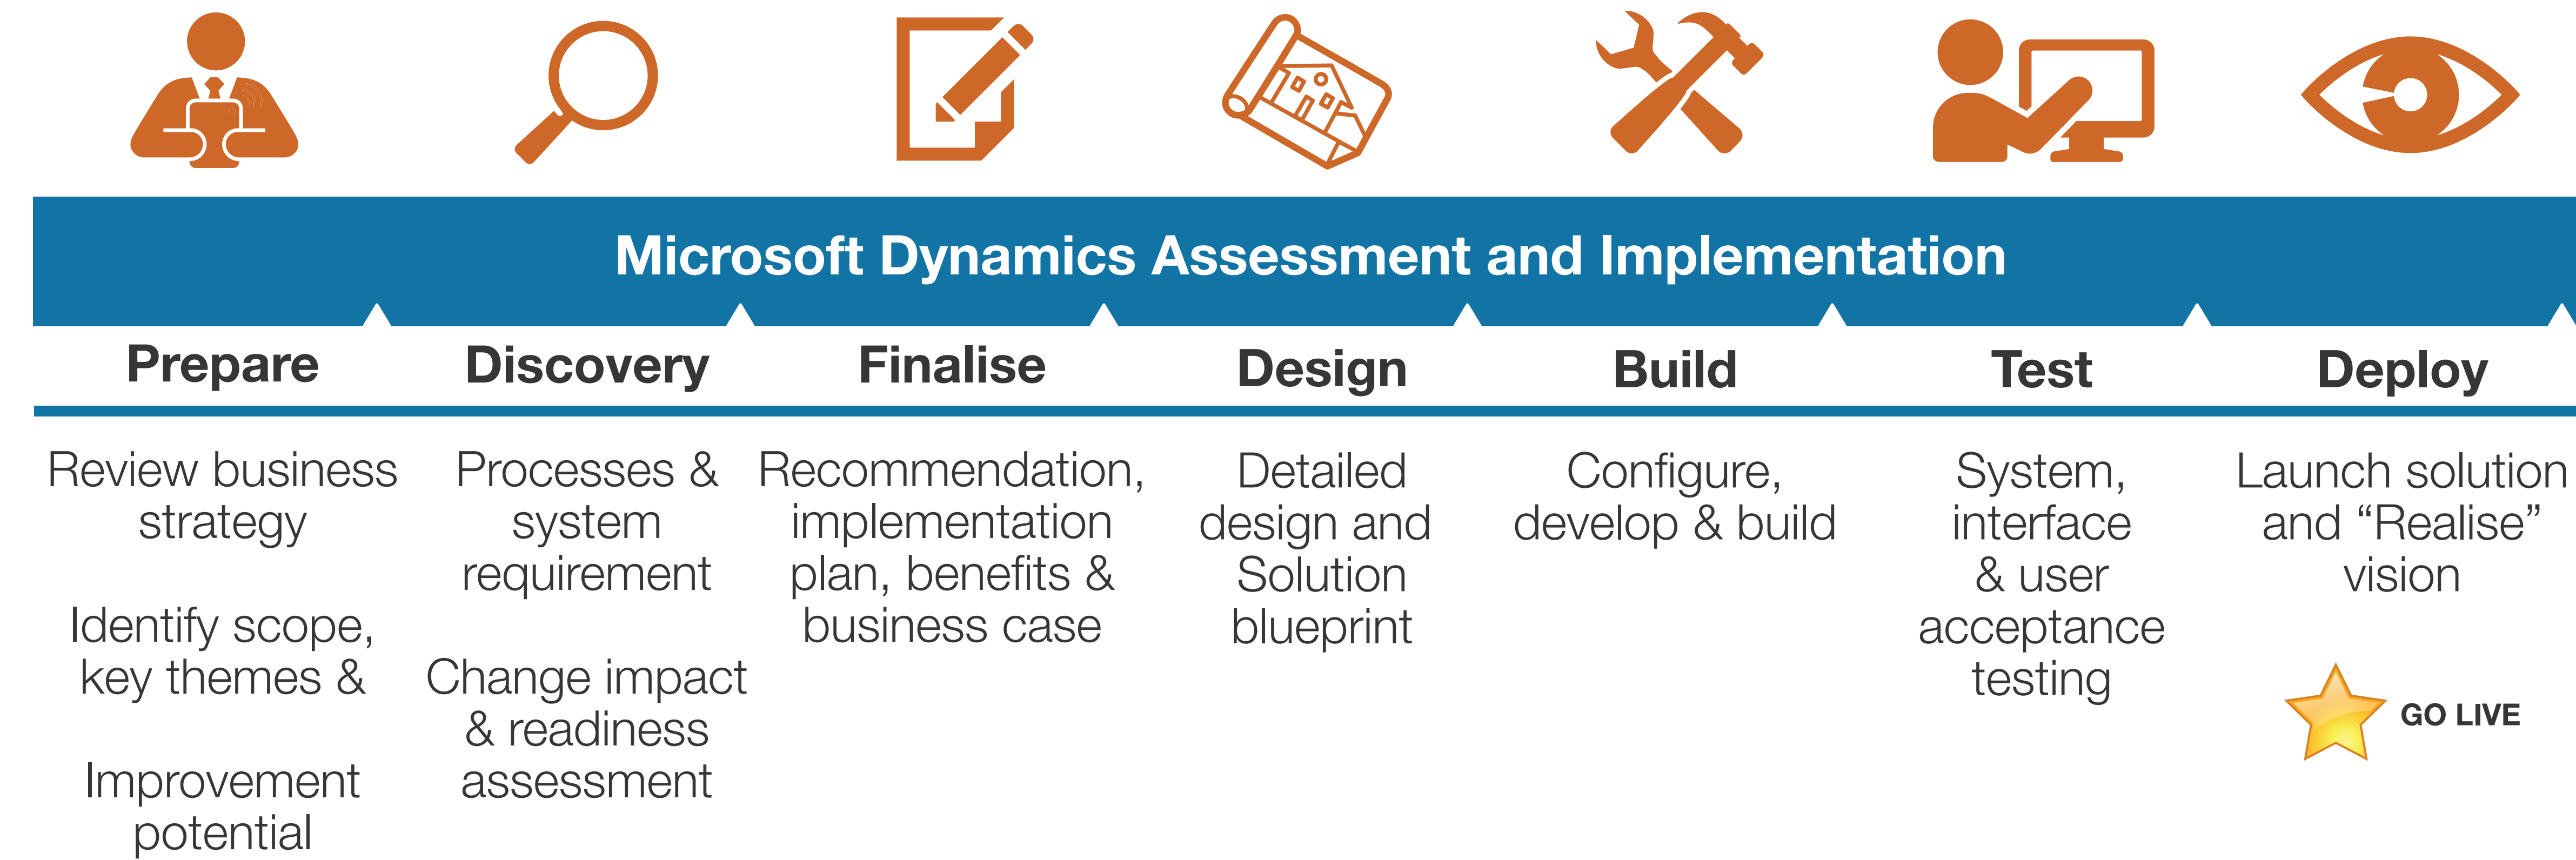 Microsoft Dynamics Assessment and Implementation
Prepare
Review business
strategy
Identify scope,
key themes &
Improvement
potential
Discovery
Processes &
system
requirement
Change impact
& readiness
assessment
Finalise
Recommendation,
implementation
plan, benefits &
business case
Design
Detailed
design and
Solution
blueprint
Build
Configure,
develop & build
Test
System,
interface
& user
acceptance
testing
Deploy
Launch solution
and “Realise”
vision
GO LIVE